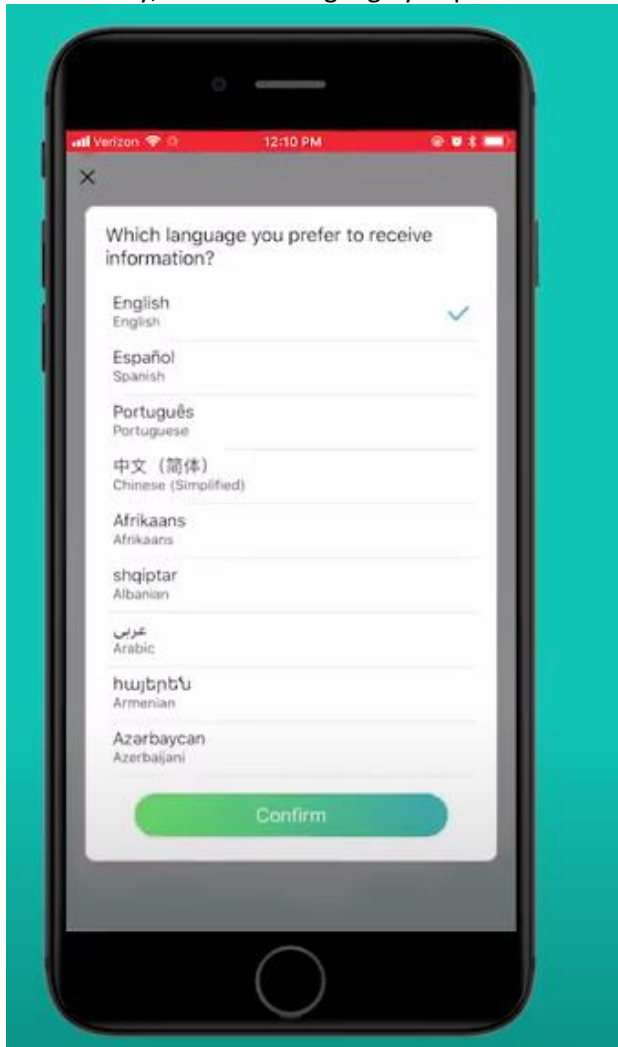 Verizon 12:10 PM
Which language you prefer to receive
information?
English
English
Español
Spanish
Português
Portuguese
中文（简体）
Chinese (Simplified)
Afrikaans
Afrikaans
shqiptar
Albanian
عربى
Arabic
հայերեն
Armenian
Azərbaycan
Azerbaijani
Confirm